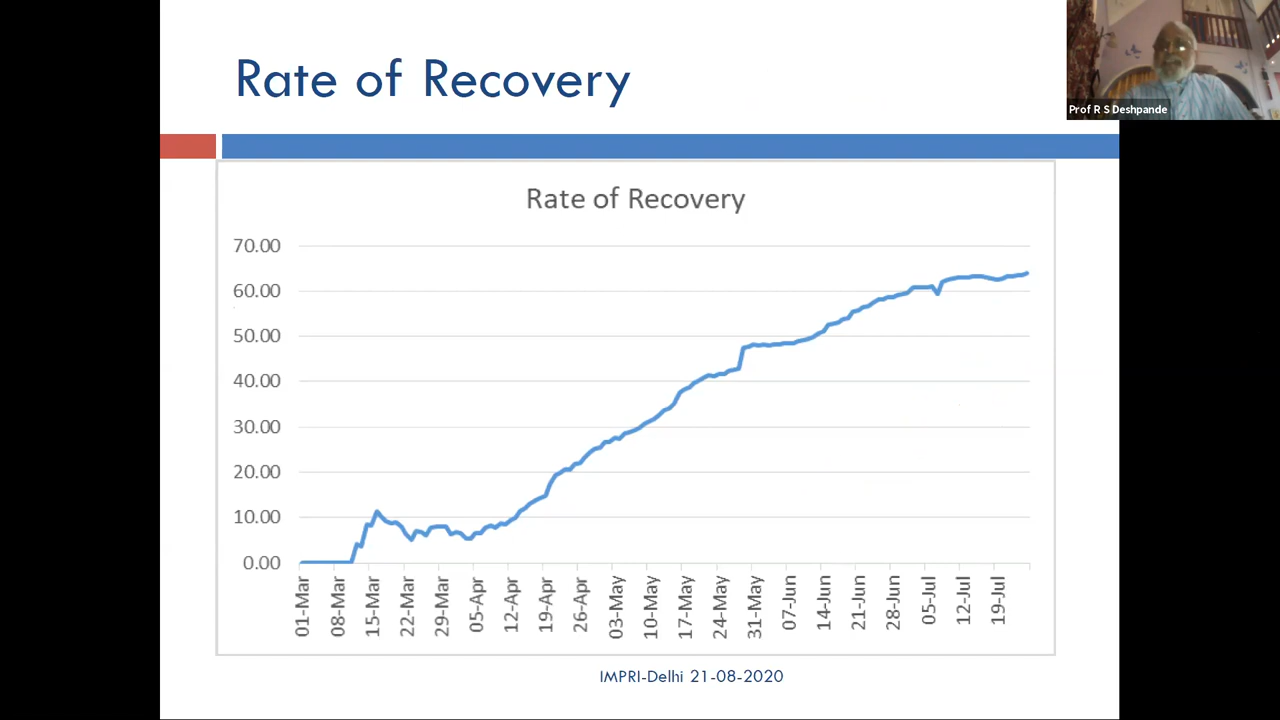 Rate of Recovery
Prof R S Deshpande
Rate of Recovery
70.00
60.00
50.00
40.00
30.00
20.00
10.00
0.00
01-Mar
08-Mar
15-Mar
22-Mar
29-Mar
05-Apr
12-Apr
19-Apr
26-Apr
03-May
10-May
17-May
24-May
31-May
07-Jun
14-Jun
21-Jun
28-Jun
05-Jul
12-Jul
19-Jul
IMPRI-Delhi 21-08-2020